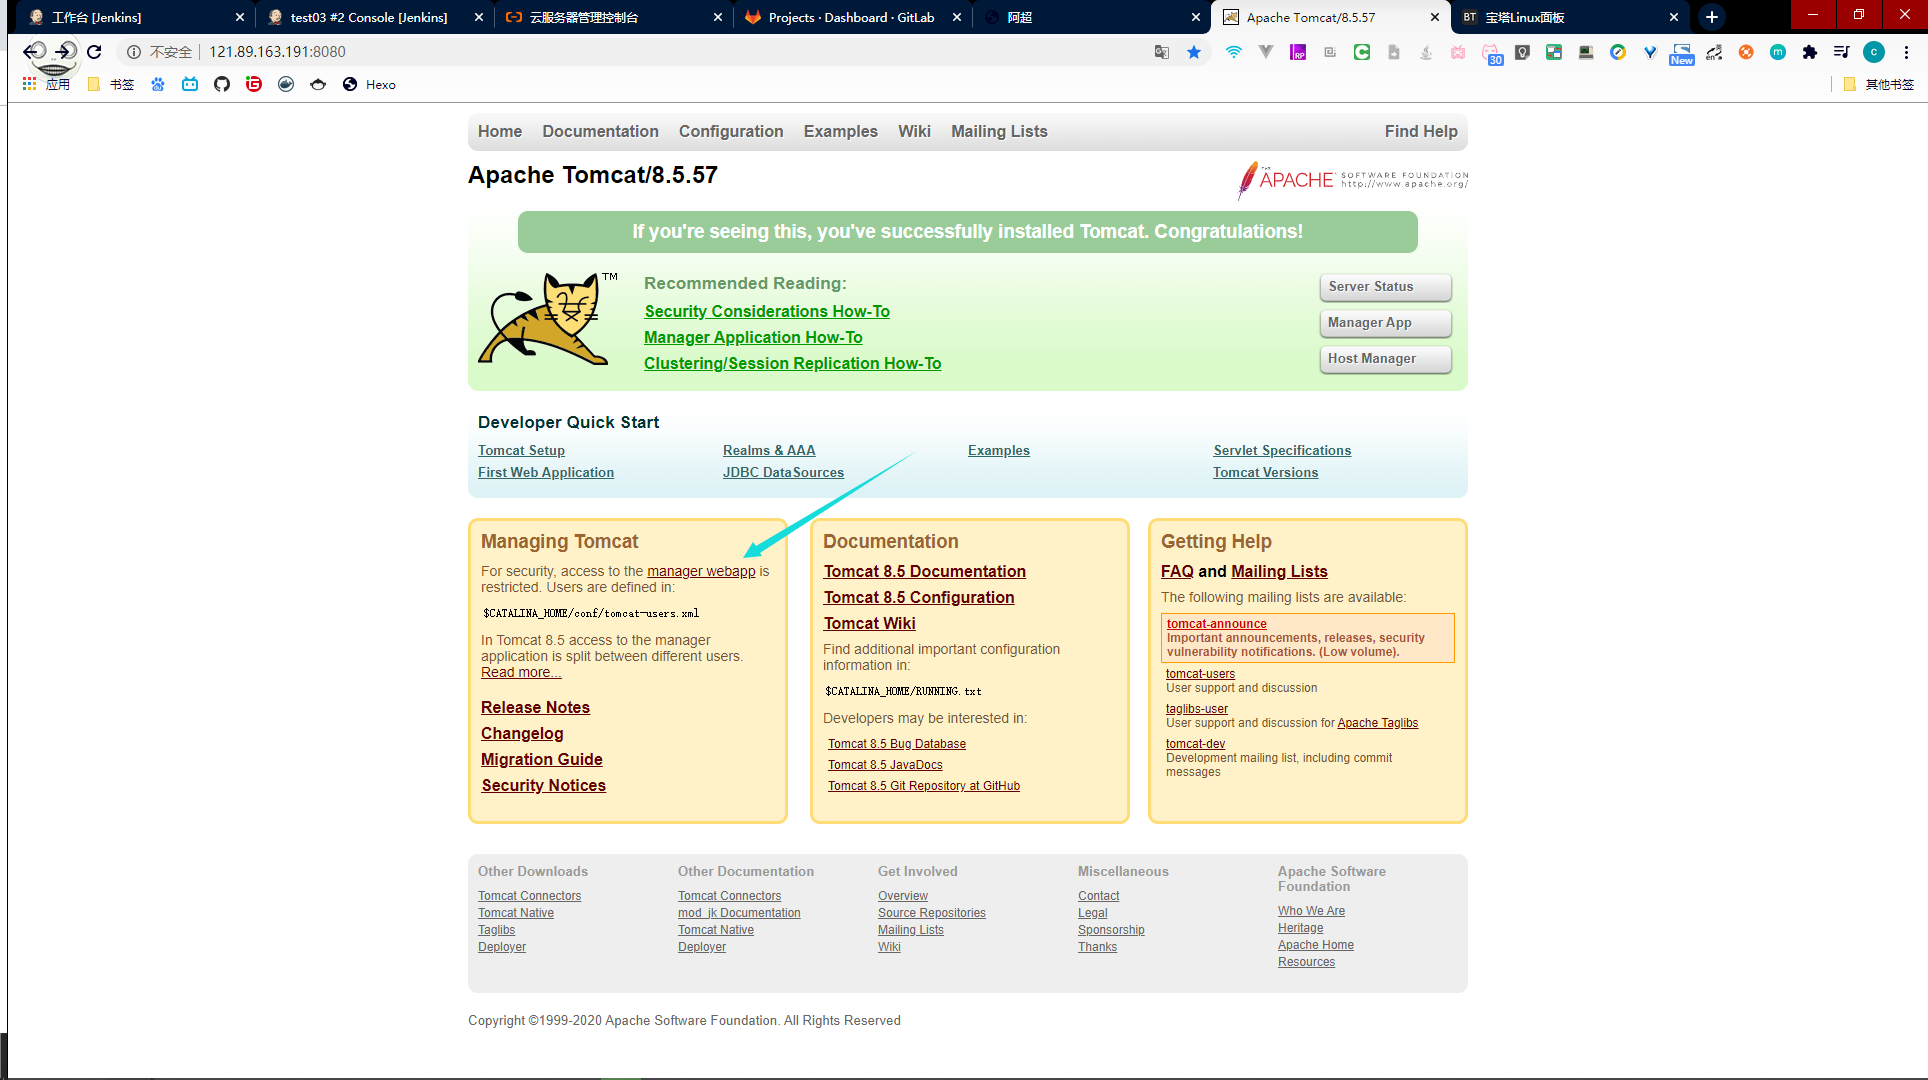 工作台 [Jenkins]
test03 #2 Console [Jenkins]
云服务器管理控制台
Projects · Dashboard · GitLab
阿超
Apache Tomcat/8.5.57
BT 宝塔Linux面板
不安全 121.89.163.191:8080
RP
30
New
en
m
c
应用
书签
Hexo
其他书签
Home Documentation Configuration Examples Wiki Mailing Lists Find Help
Apache Tomcat/8.5.57
THE APACHE SOFTWARE FOUNDATION
http://www.apache.org/
If you're seeing this, you've successfully installed Tomcat. Congratulations!
TM
Recommended Reading:
Security Considerations How-To
Manager Application How-To
Clustering/Session Replication How-To
Server Status
Manager App
Host Manager
Developer Quick Start
Tomcat Setup
First Web Application
Realms & AAA
JDBC DataSources
Examples
Servlet Specifications
Tomcat Versions
Managing Tomcat
For security, access to the manager webapp is
restricted. Users are defined in:
$CATALINA_HOME/conf/tomcat-users.xml
In Tomcat 8.5 access to the manager
application is split between different users.
Read more...
Release Notes
Changelog
Migration Guide
Security Notices
Documentation
Tomcat 8.5 Documentation
Tomcat 8.5 Configuration
Tomcat Wiki
Find additional important configuration
information in:
$CATALINA_HOME/RUNNING.txt
Developers may be interested in:
Tomcat 8.5 Bug Database
Tomcat 8.5 JavaDocs
Tomcat 8.5 Git Repository at GitHub
Getting Help
FAQ and Mailing Lists
The following mailing lists are available:
tomcat-announce
Important announcements, releases, security
vulnerability notifications. (Low volume).
tomcat-users
User support and discussion
taglibs-user
User support and discussion for Apache Taglibs
tomcat-dev
Development mailing list, including commit
messages
Other Downloads
Tomcat Connectors
Tomcat Native
Taglibs
Deployer
Other Documentation
Tomcat Connectors
mod_jk Documentation
Tomcat Native
Deployer
Get Involved
Overview
Source Repositories
Mailing Lists
Wiki
Miscellaneous
Contact
Legal
Sponsorship
Thanks
Apache Software
Foundation
Who We Are
Heritage
Apache Home
Resources
Copyright ©1999-2020 Apache Software Foundation. All Rights Reserved